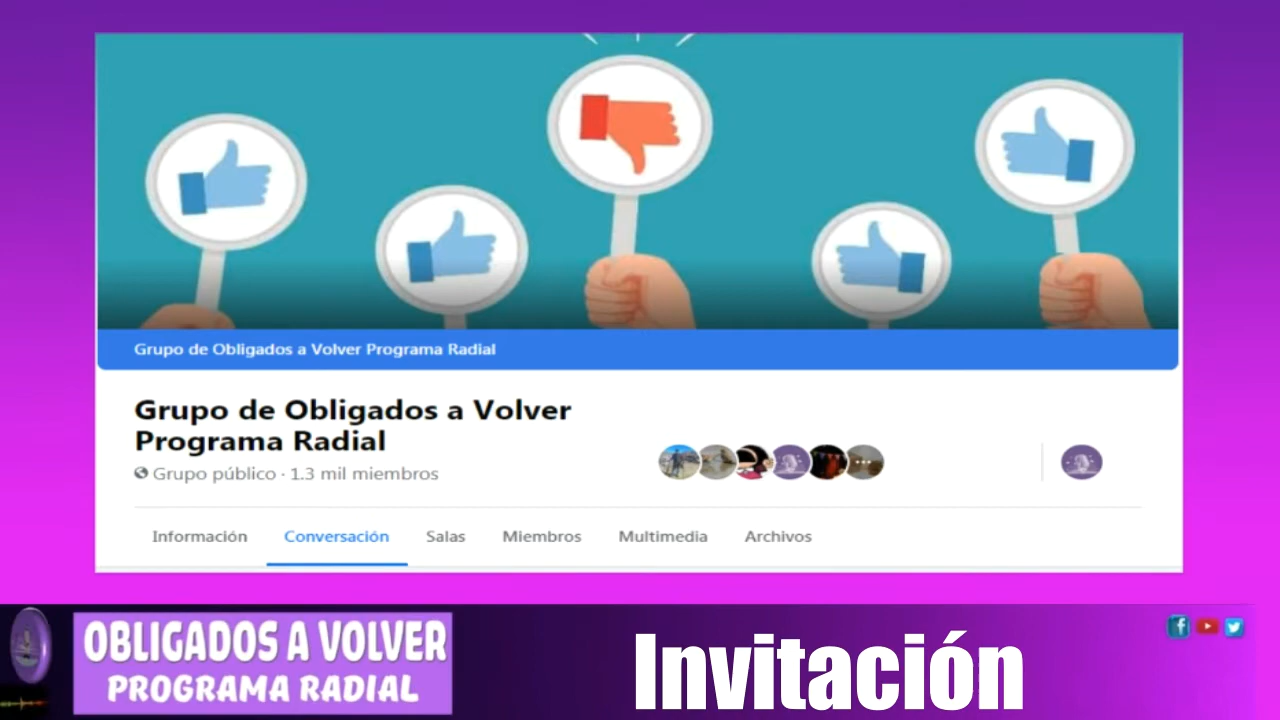 Grupo de Obligados a Volver Programa Radial
Grupo de Obligados a Volver
Programa Radial
Grupo público · 1.3 mil miembros
Información Conversación Salas Miembros Multimedia Archivos
OBLIGADOS A VOLVER
PROGRAMA RADIAL
Invitación